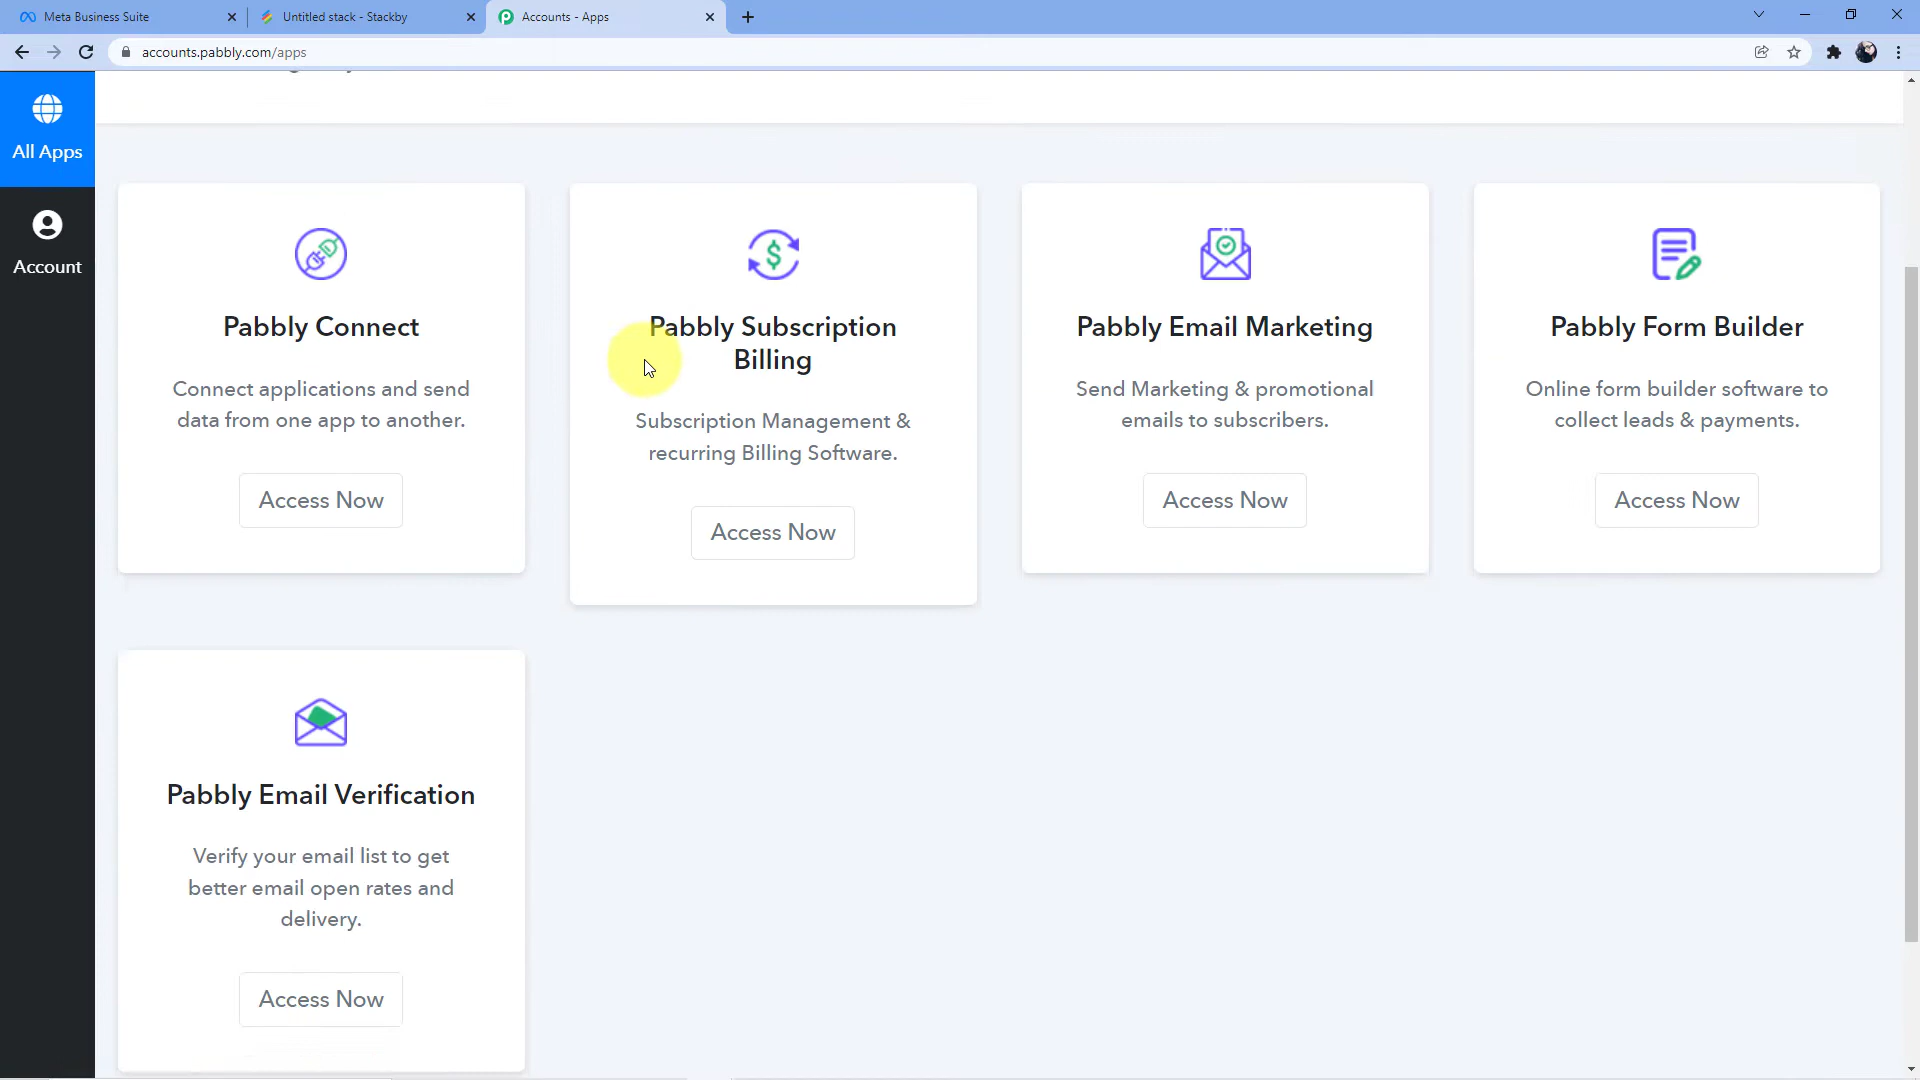 Meta Business Suite
Untitled stack - Stackby
Accounts - Apps
accounts.pabbly.com/apps
All Apps
Account
Pabbly Connect
Connect applications and send
data from one app to another.
Access Now
Pabbly Subscription
Billing
Subscription Management &
recurring Billing Software.
Access Now
Pabbly Email Marketing
Send Marketing & promotional
emails to subscribers.
Access Now
Pabbly Form Builder
Online form builder software to
collect leads & payments.
Access Now
Pabbly Email Verification
Verify your email list to get
better email open rates and
delivery.
Access Now